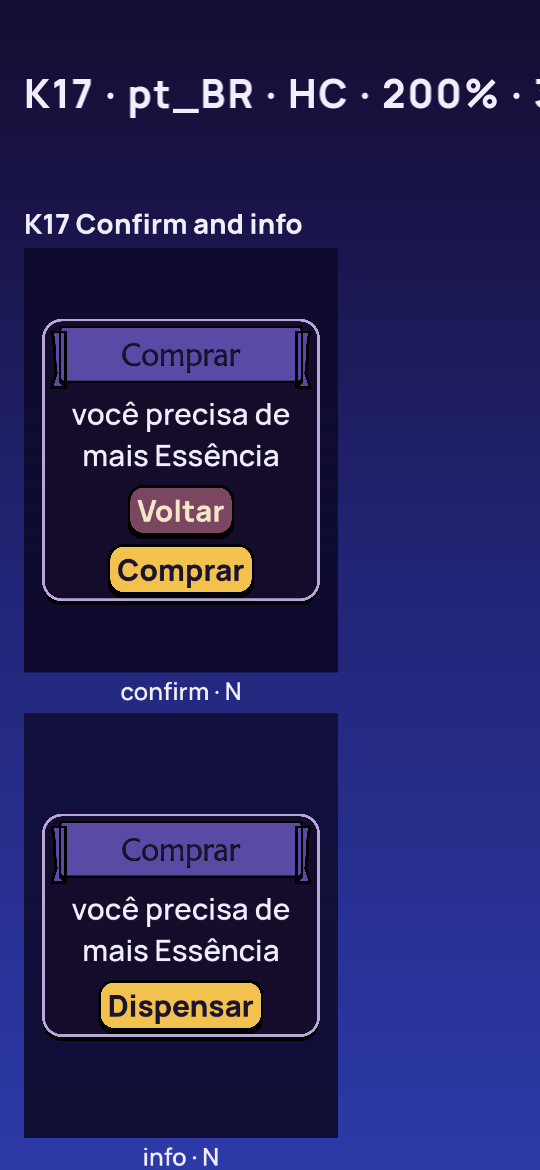 K17 · pt_BR · HC · 200% ·
K17 Confirm and info
Comprar
você precisa de
mais Essência
Voltar
Comprar
confirm · N
Comprar
você precisa de
mais Essência
Dispensar
info · N